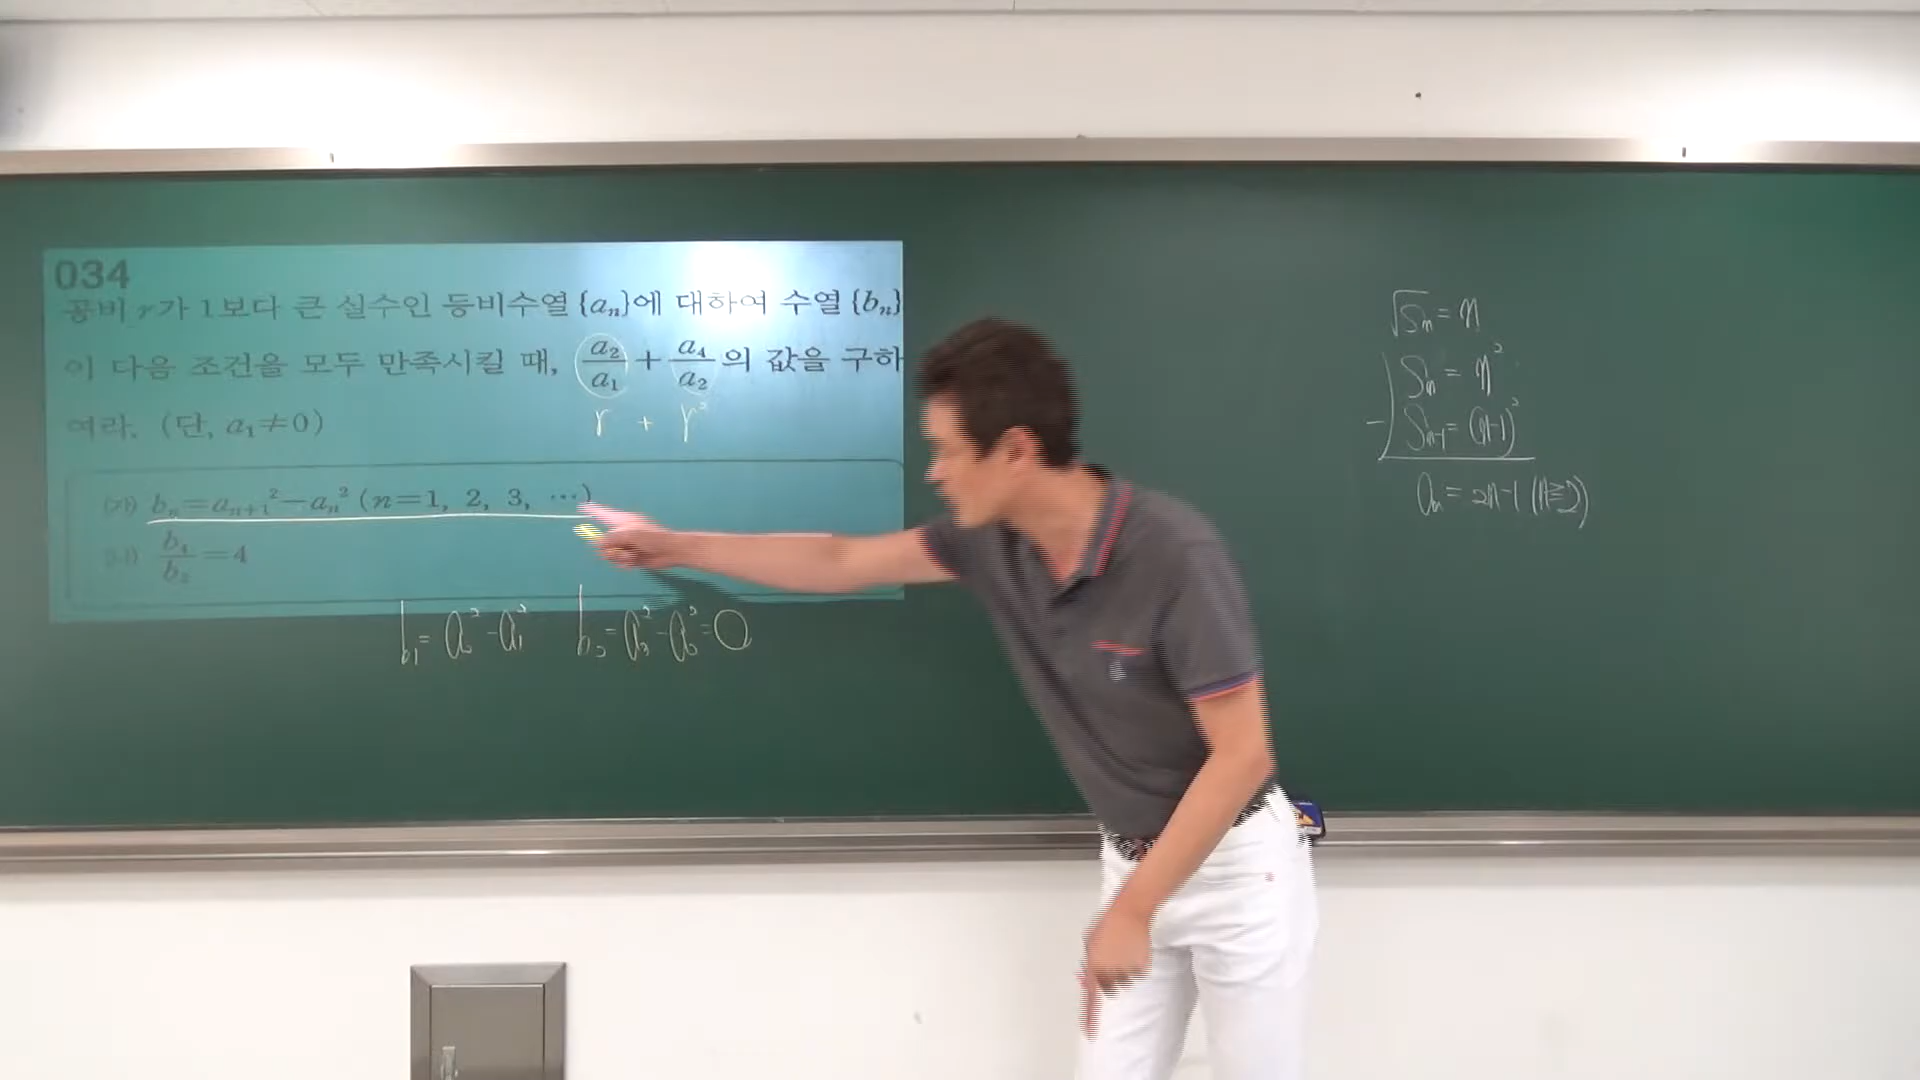 034
공비 r가 1보다 큰 실수인 등비수열 {aₙ}에 대하여 수열 {bₙ}
이 다음 조건을 모두 만족시킬 때, a₂/a₁ + a₄/a₂ 의 값을 구하
여라. (단, a₁≠0)
r + r²
(가) bₙ=aₙ₊₁²−aₙ² (n=1, 2, 3, ⋯)
(나) b₄/b₂=4
b₁= a₂²-a₁² b₂= a₃²-a₂²=0
√Sₙ = n
Sₙ = n²
-) Sₙ₋₁= (n-1)²
aₙ = 2n-1 (n≧2)